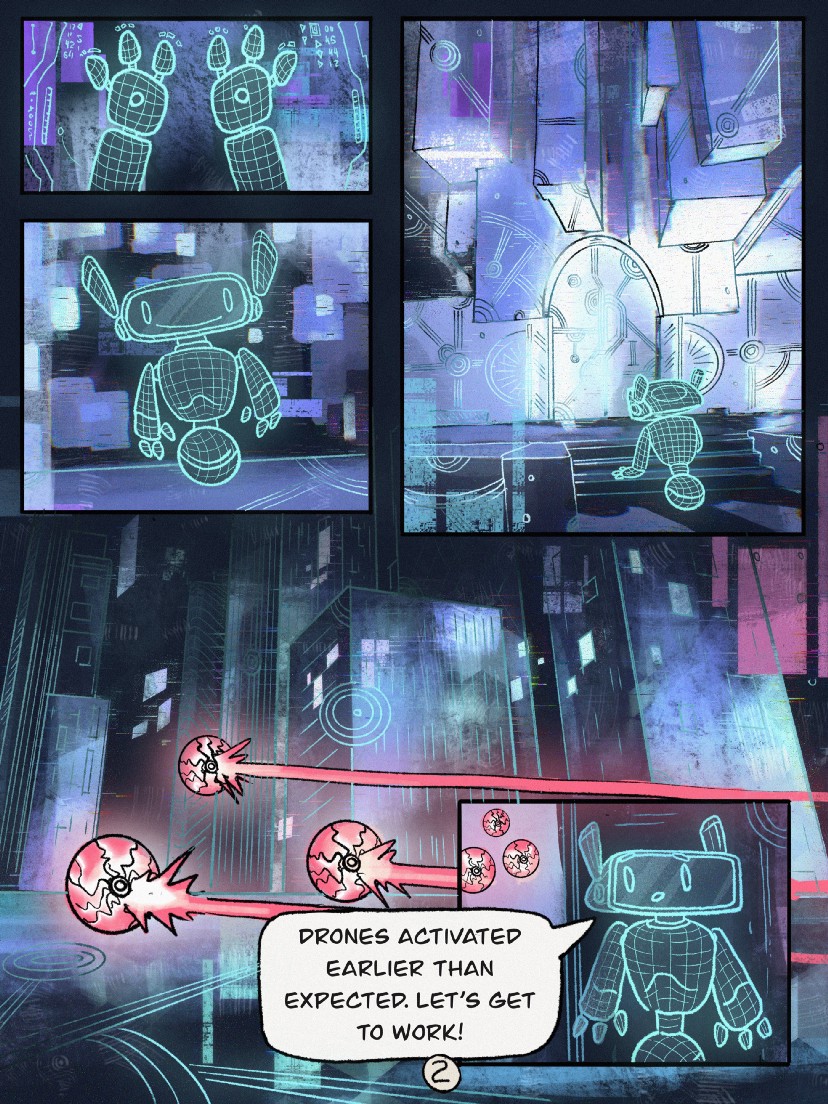 DRONES ACTIVATED
EARLIER THAN
EXPECTED. LET'S GET
TO WORK!
2